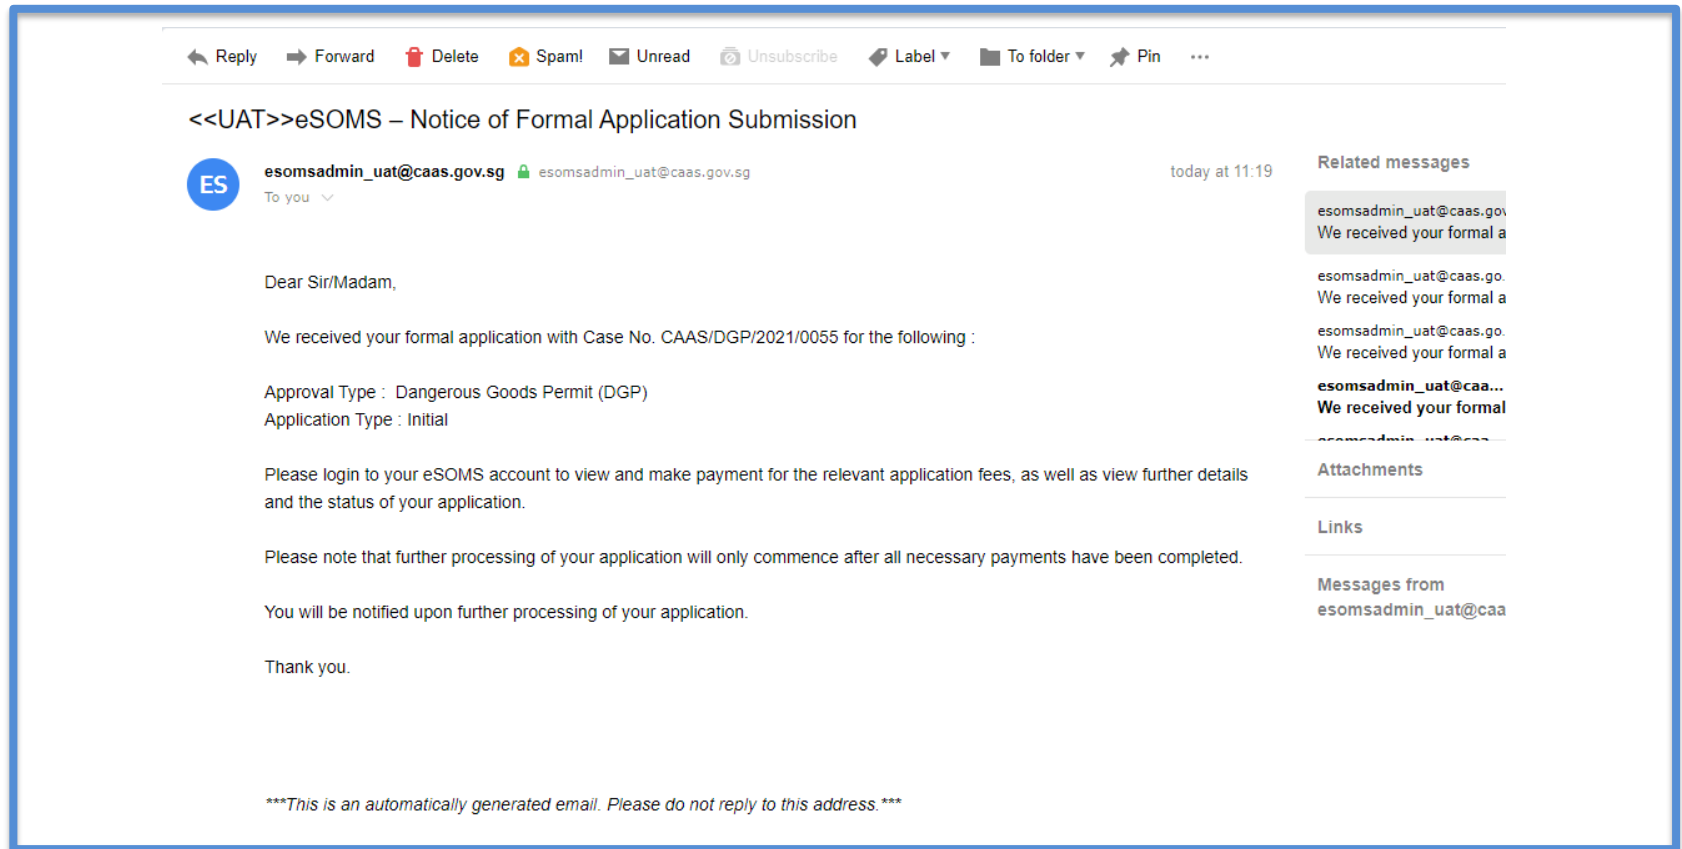 Reply Forward Delete Spam! Unread Unsubscribe Label To folder Pin ...
<<UAT>>eSOMS – Notice of Formal Application Submission
ES
esomsadmin_uat@caas.gov.sg esomsadmin_uat@caas.gov.sg today at 11:19
To you
Dear Sir/Madam,
We received your formal application with Case No. CAAS/DGP/2021/0055 for the following :
Approval Type : Dangerous Goods Permit (DGP)
Application Type : Initial
Please login to your eSOMS account to view and make payment for the relevant application fees, as well as view further details
and the status of your application.
Please note that further processing of your application will only commence after all necessary payments have been completed.
You will be notified upon further processing of your application.
Thank you.
***This is an automatically generated email. Please do not reply to this address.***
Related messages
esomsadmin_uat@caas.gov
We received your formal a
esomsadmin_uat@caas.go.
We received your formal a
esomsadmin_uat@caas.go.
We received your formal a
esomsadmin_uat@caa...
We received your formal
Attachments
Links
Messages from
esomsadmin_uat@caa